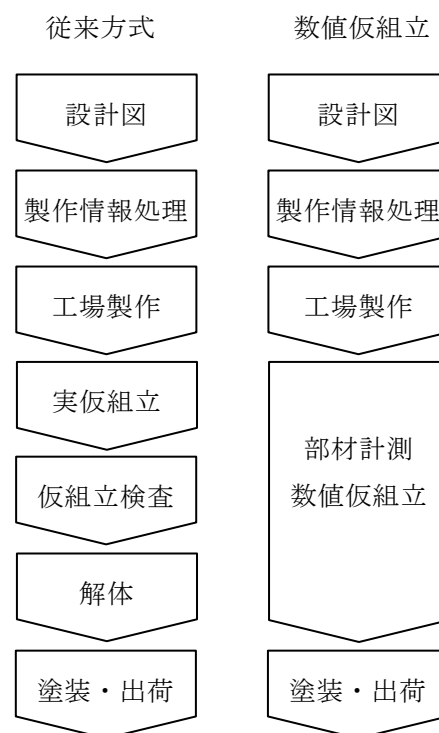 従来方式
設計図
製作情報処理
工場製作
実仮組立
仮組立検査
解体
塗装・出荷
数値仮組立
設計図
製作情報処理
工場製作
部材計測
数値仮組立
塗装・出荷